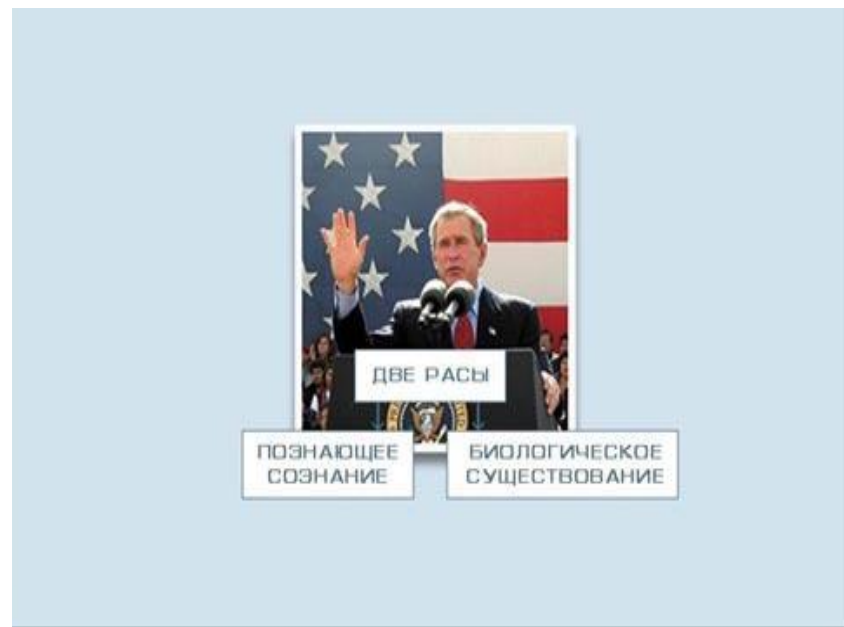 ДВЕ РАСЫ
ПОЗНАЮЩЕЕ
СОЗНАНИЕ
БИОЛОГИЧЕСКОЕ
СУЩЕСТВОВАНИЕ